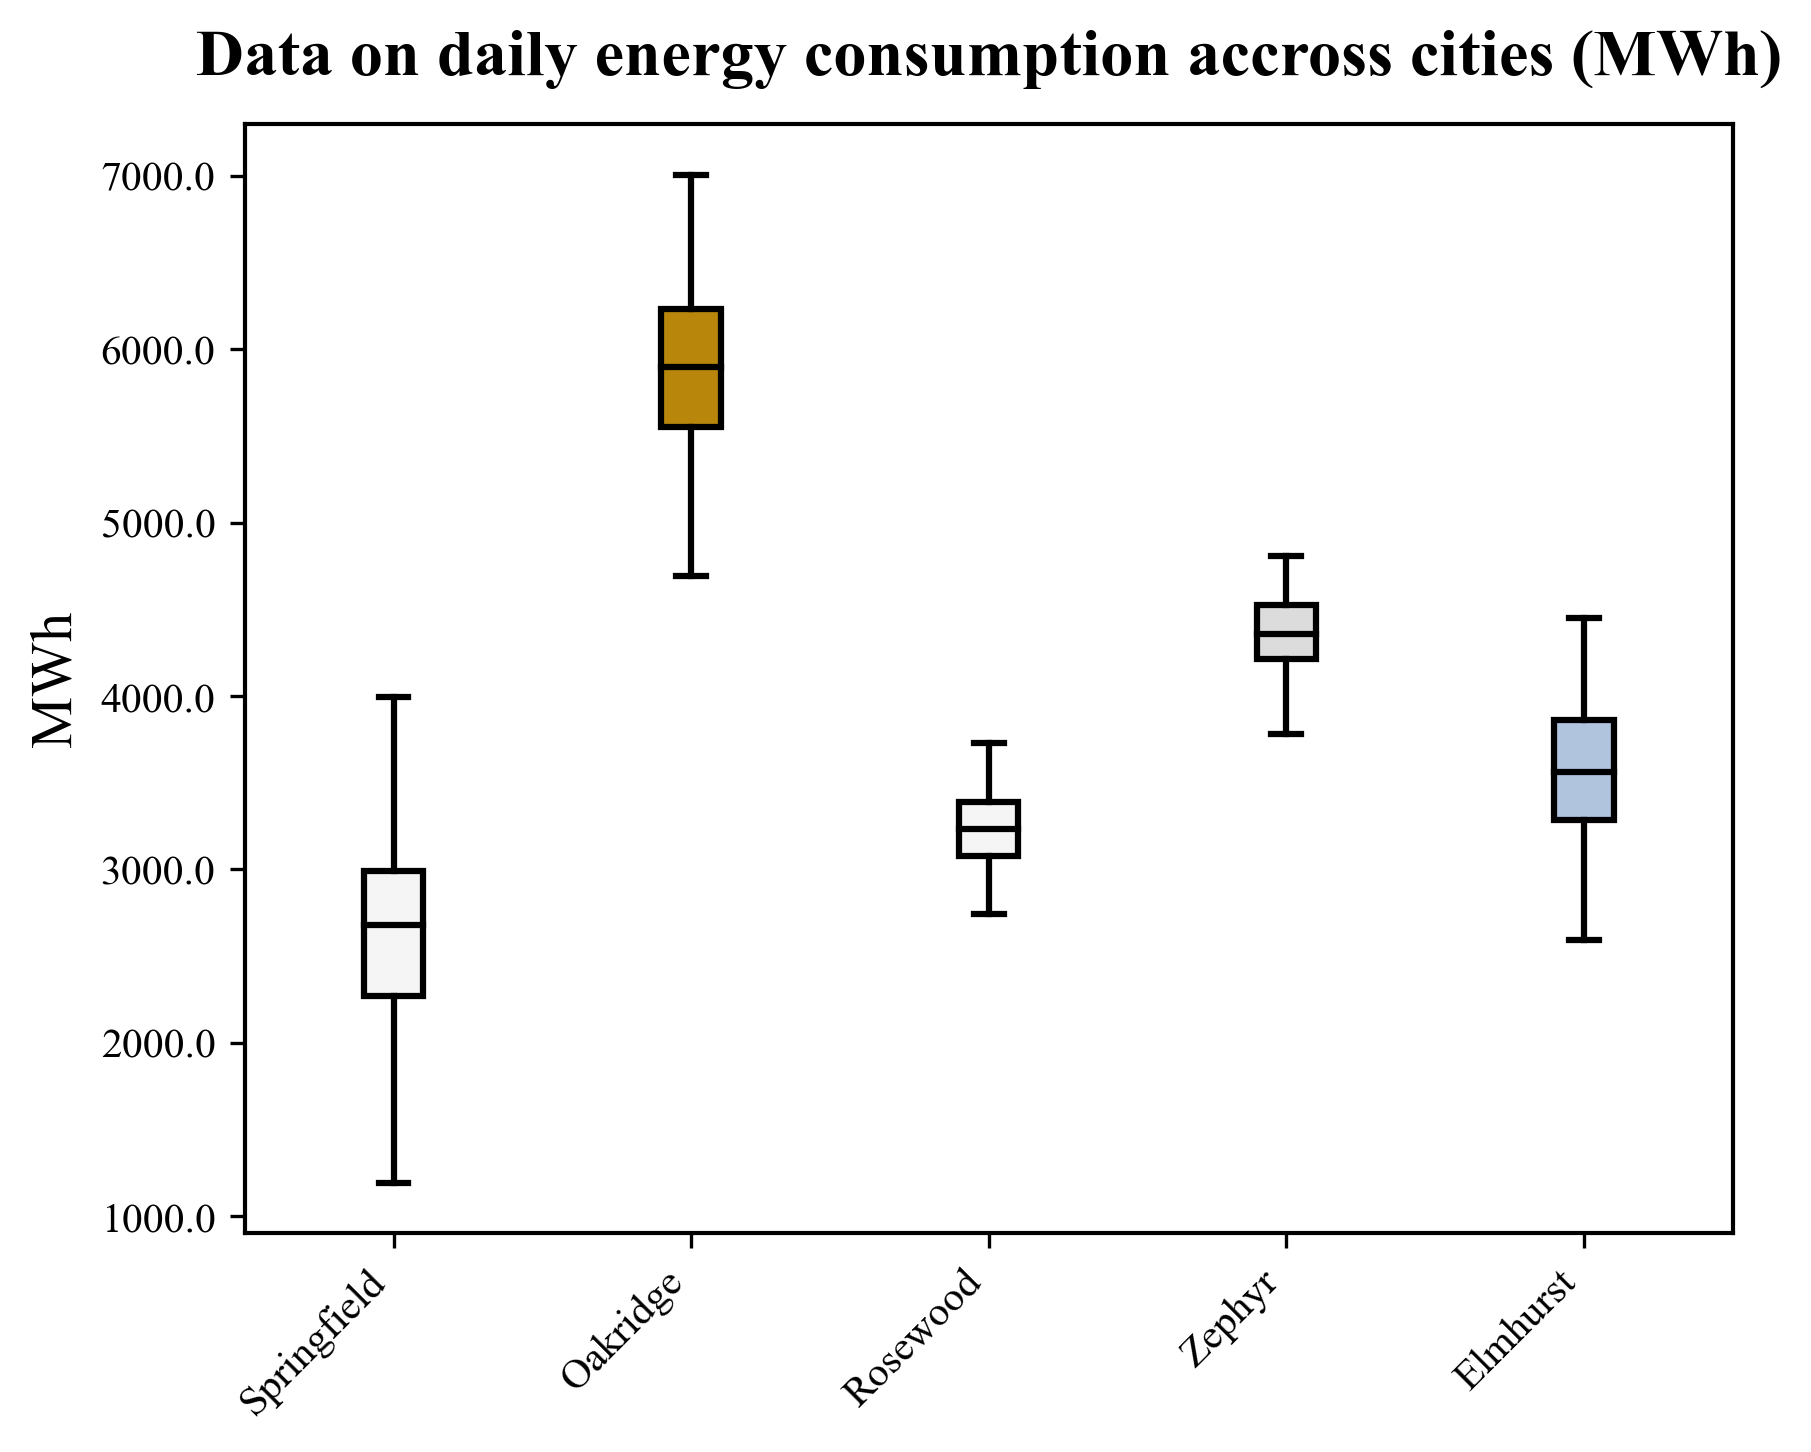 Data on daily energy consumption accross cities (MWh)
MWh
7000.0
6000.0
5000.0
4000.0
3000.0
2000.0
1000.0
Springfield
Oakridge
Rosewood
Zephyr
Elmhurst